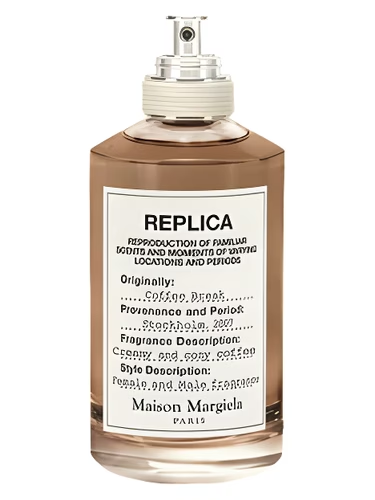 REPLICA
REPRODUCTION OF FAMILIAR
SCENTS AND MOMENTS OF VARYING
LOCATIONS AND PERIODS
Originally:
Coffee Break
Provenance and Period:
Stockholm, 2007
Fragrance Description:
Creamy and cozy coffee
Style Description:
Female and Male fragrance
Maison Margiela
PARIS